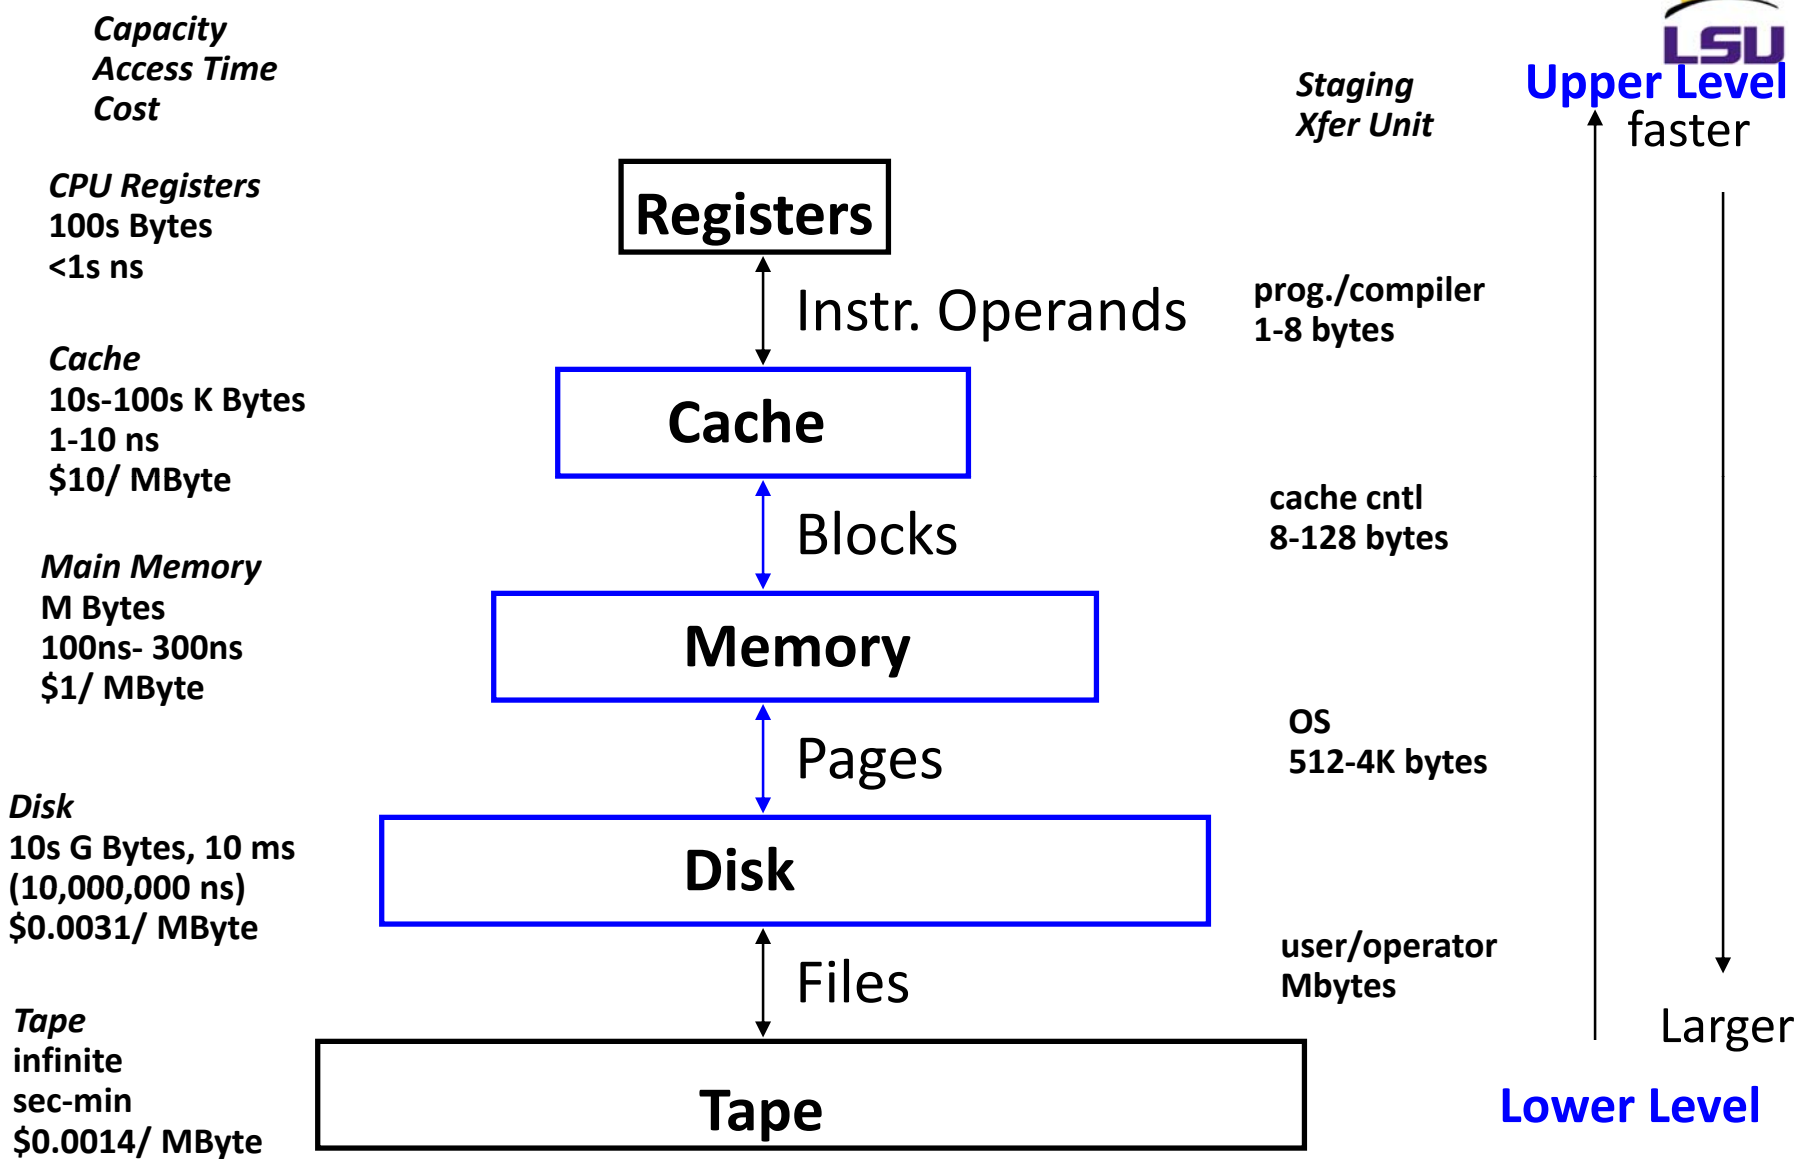 Capacity
Access Time
Cost
Staging
Xfer Unit
LSU
Upper Level
faster
CPU Registers
100s Bytes
<1s ns
Registers
Instr. Operands
prog./compiler
1-8 bytes
Cache
10s-100s K Bytes
1-10 ns
$10/ MByte
Cache
Blocks
cache cntl
8-128 bytes
Main Memory
M Bytes
100ns- 300ns
$1/ MByte
Memory
Pages
OS
512-4K bytes
Disk
10s G Bytes, 10 ms
(10,000,000 ns)
$0.0031/ MByte
Disk
Files
user/operator
Mbytes
Larger
Tape
infinite
sec-min
$0.0014/ MByte
Tape
Lower Level